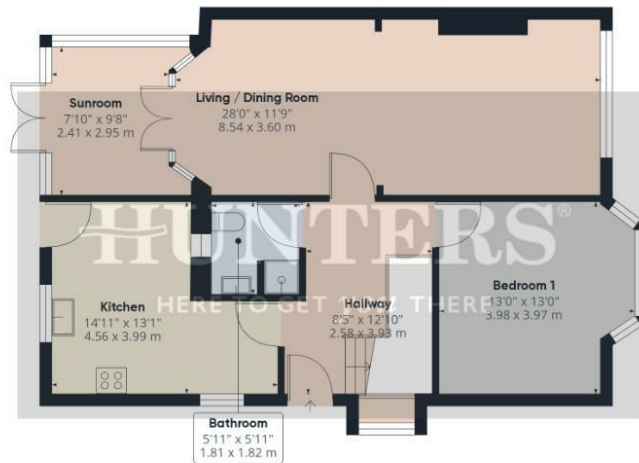 Sunroom
7'10" x 9'8"
2.41 x 2.95 m
Living / Dining Room
28'0" x 11'9"
8.54 x 3.60 m
HUNTERS®
HERE TO GET THERE
Kitchen
14'11" x 13'1"
4.56 x 3.99 m
Hallway
8'5" x 12'10"
2.58 x 3.93 m
Bedroom 1
13'0" x 13'0"
3.98 x 3.97 m
Bathroom
5'11" x 5'11"
1.81 x 1.82 m